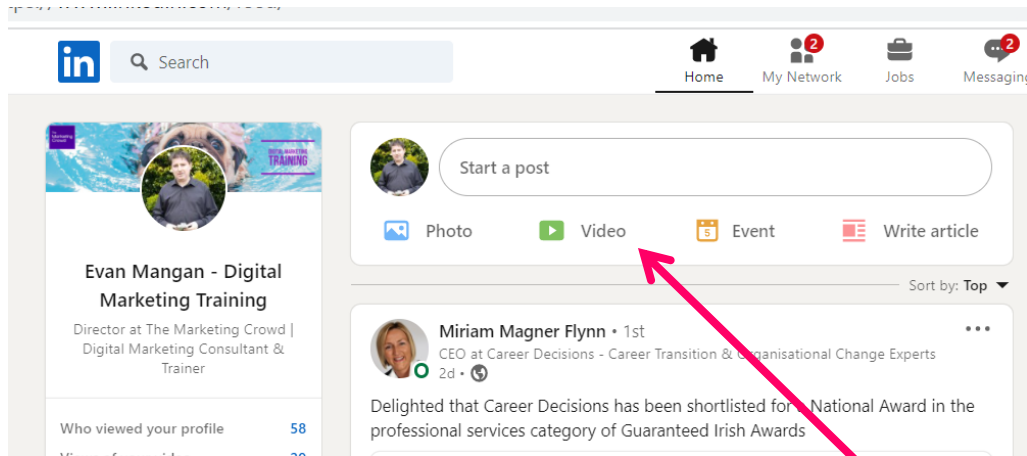 in
Search
2
2
Home
My Network
Jobs
Messaging
DIGITAL MARKETING
TRAINING
Start a post
Photo
Video
5
Event
Write article
Evan Mangan - Digital
Marketing Training
Director at The Marketing Crowd |
Digital Marketing Consultant &
Trainer
Who viewed your profile 58
Sort by: Top
Miriam Magner Flynn • 1st
CEO at Career Decisions - Career Transition & Organisational Change Experts
2d •
Delighted that Career Decisions has been shortlisted for a National Award in the
professional services category of Guaranteed Irish Awards